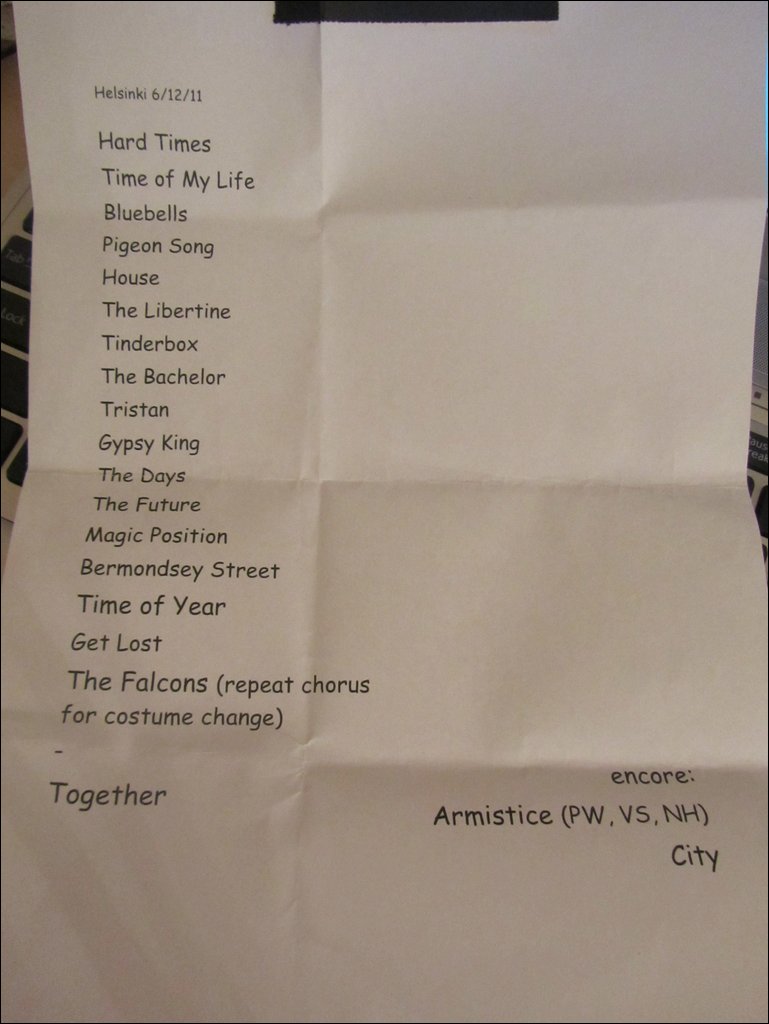 Helsinki 6/12/11
Hard Times
Time of My Life
Bluebells
Pigeon Song
House
The Libertine
Tinderbox
The Bachelor
Tristan
Gypsy King
The Days
The Future
Magic Position
Bermondsey Street
Time of Year
Get Lost
The Falcons (repeat chorus
for costume change)
-
Together
encore:
Armistice (PW, VS, NH)
City
Tab
Lock